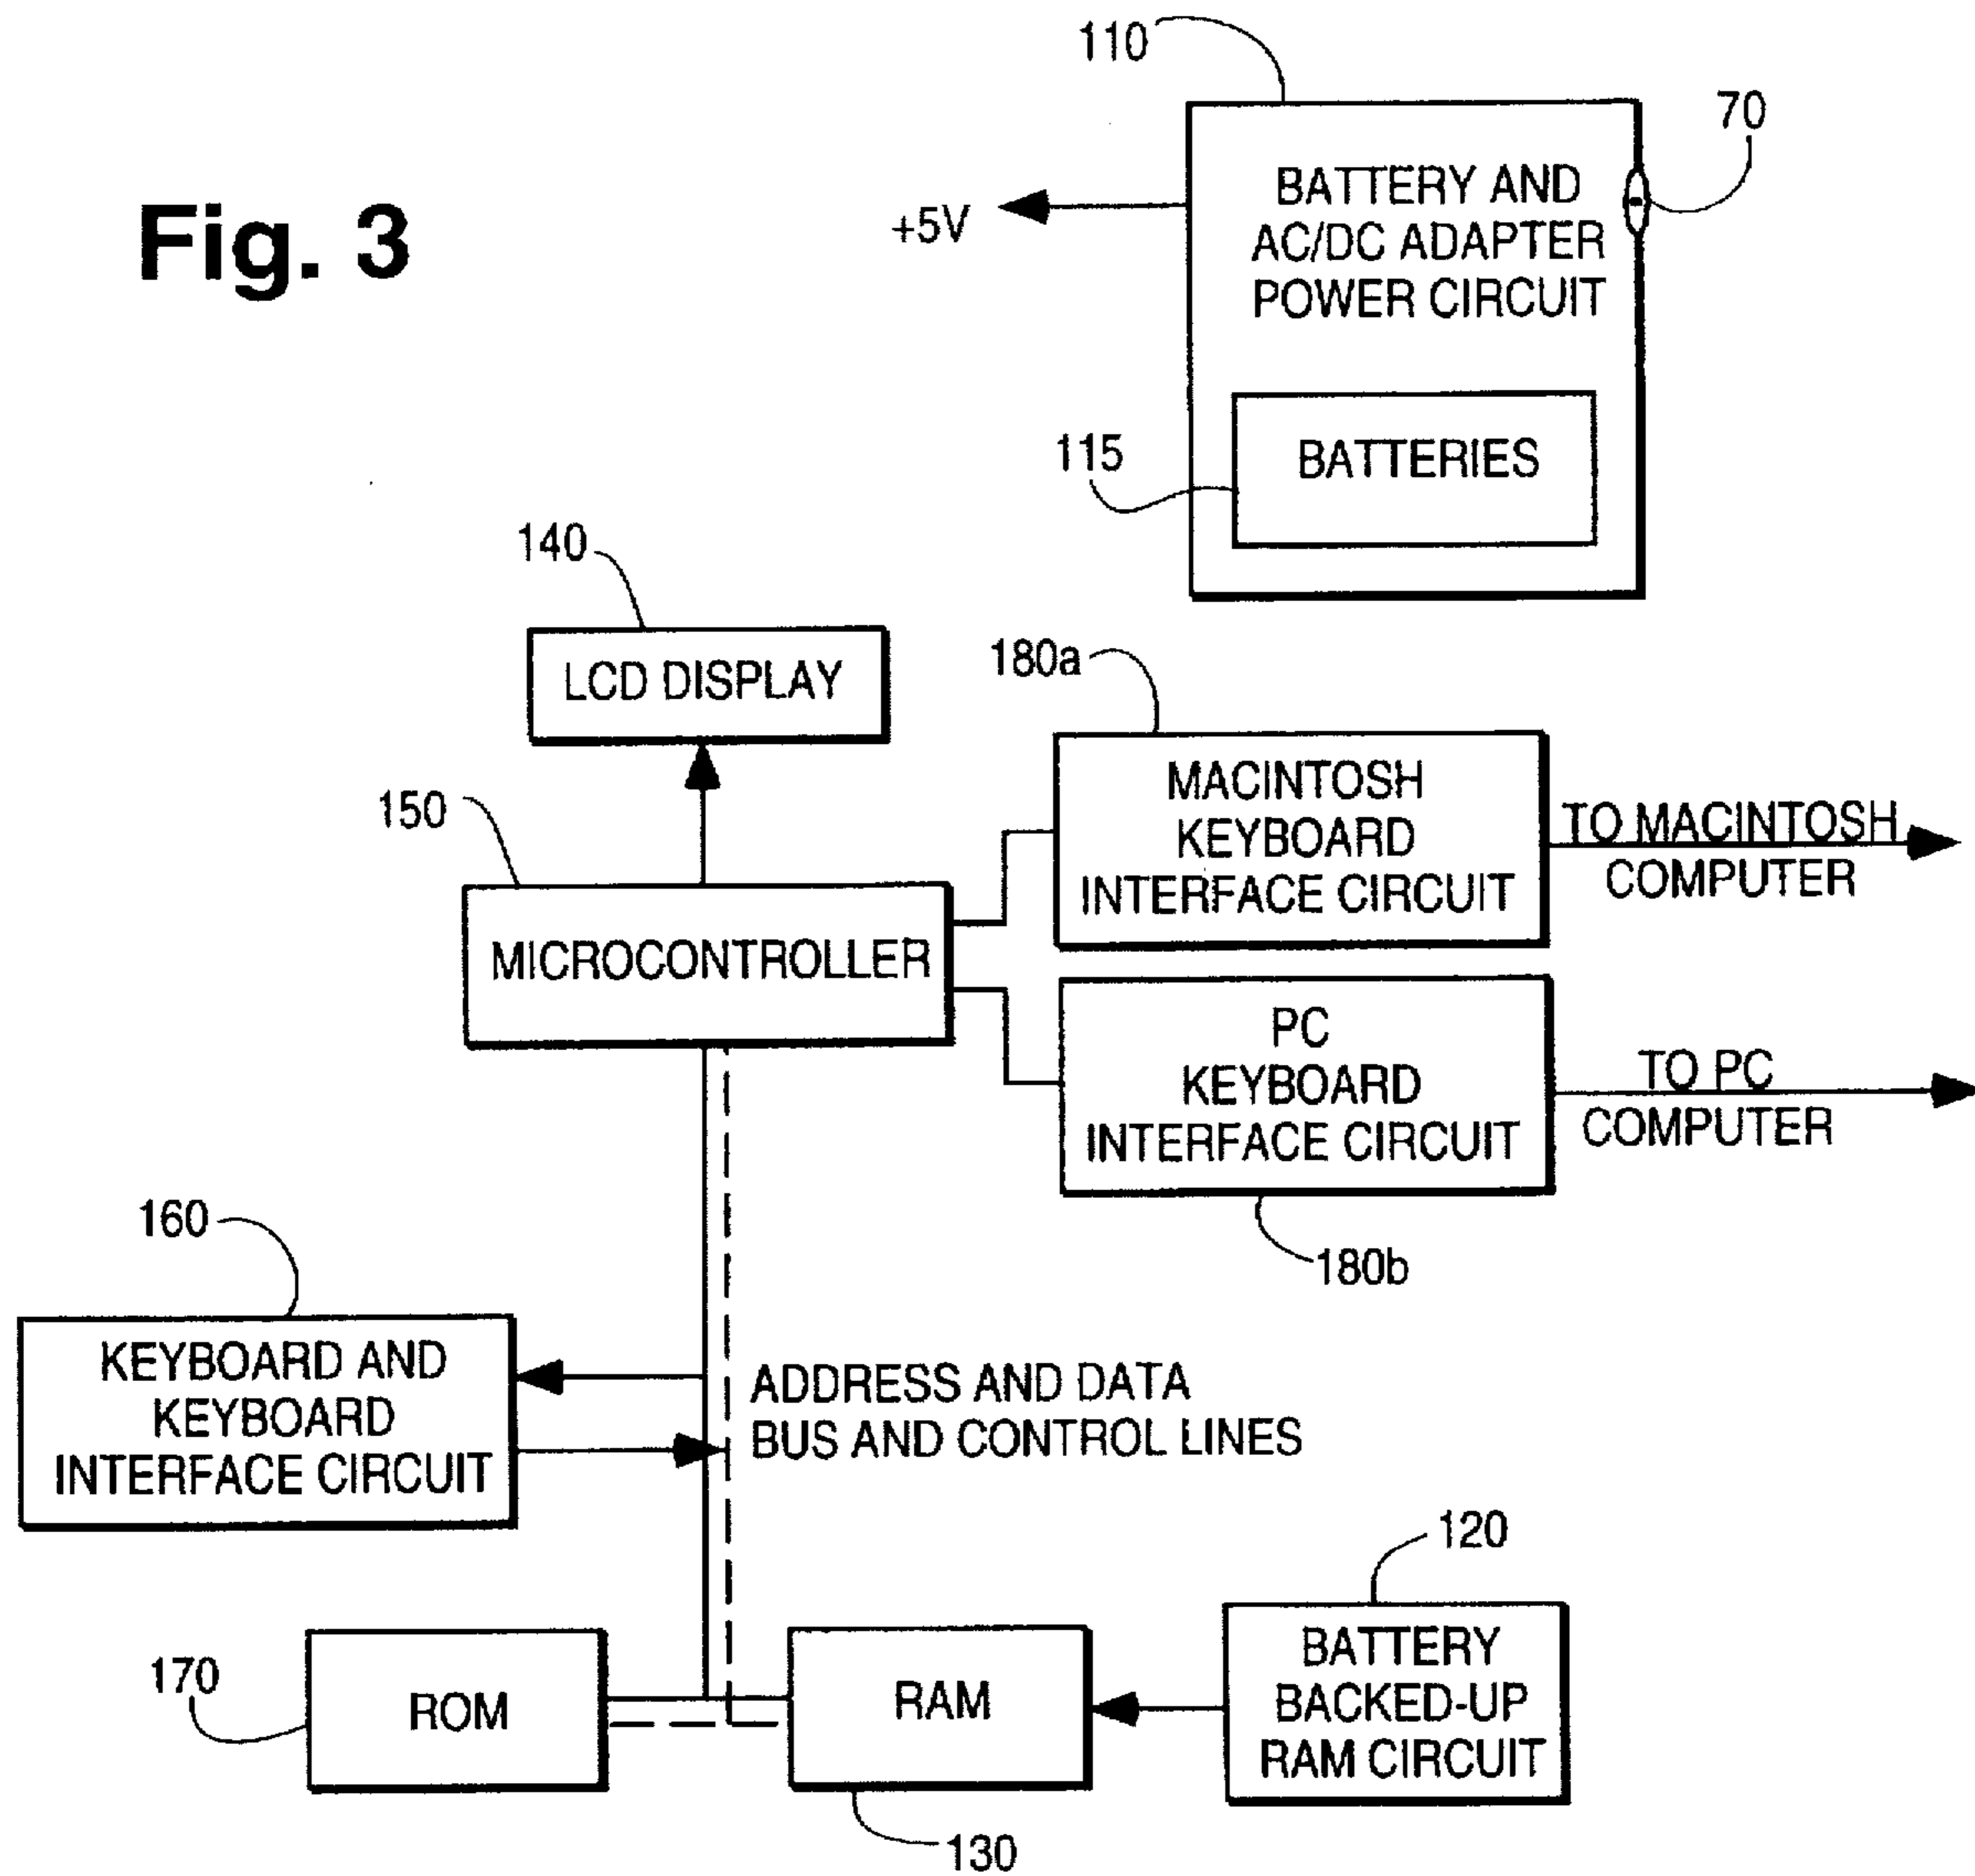 Fig. 3
110
70
+5V
BATTERY AND
AC/DC ADAPTER
POWER CIRCUIT
115
BATTERIES
140
LCD DISPLAY
150
MICROCONTROLLER
180a
MACINTOSH
KEYBOARD
INTERFACE CIRCUIT
TO MACINTOSH
COMPUTER
PC
KEYBOARD
INTERFACE CIRCUIT
TO PC
COMPUTER
180b
160
KEYBOARD AND
KEYBOARD
INTERFACE CIRCUIT
ADDRESS AND DATA
BUS AND CONTROL LINES
170
ROM
RAM
130
120
BATTERY
BACKED-UP
RAM CIRCUIT